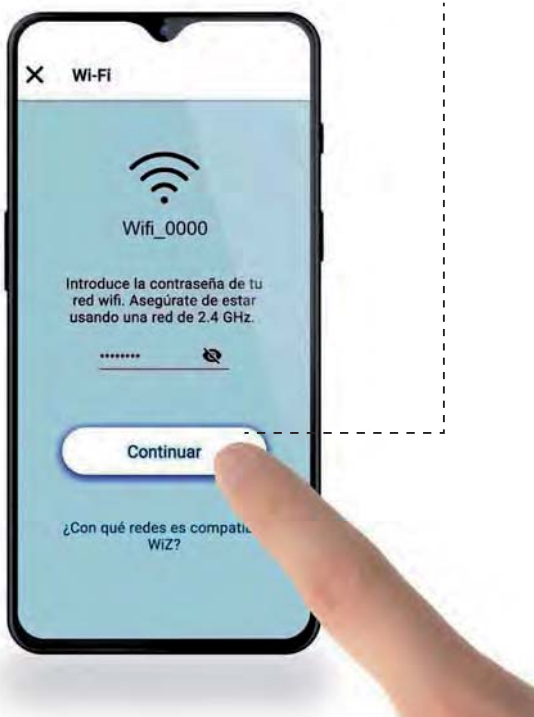 Wi-Fi
Wifi_0000
Introduce la contraseña de tu
red wifi. Asegúrate de estar
usando una red de 2.4 GHz.
........
Continuar
¿Con qué redes es
WiZ?